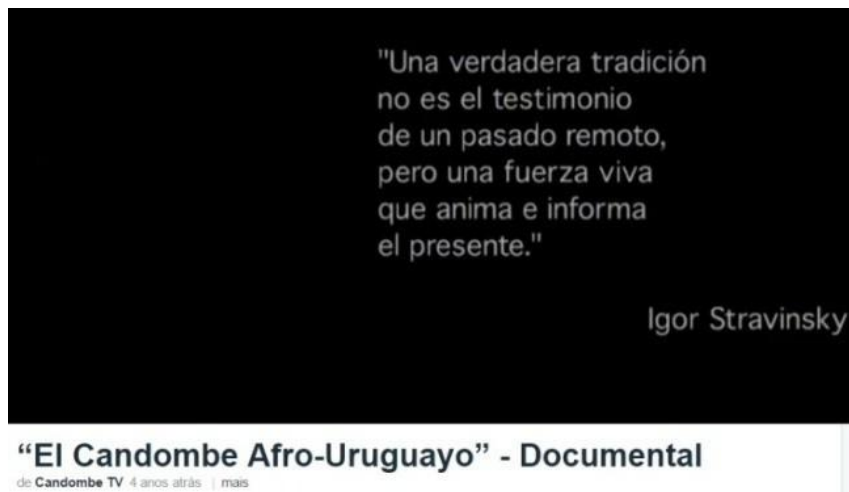 "Una verdadera tradición
no es el testimonio
de un pasado remoto,
pero una fuerza viva
que anima e informa
el presente."
Igor Stravinsky
“El Candombe Afro-Uruguayo” - Documental
de Candombe TV 4 anos atrás | mais